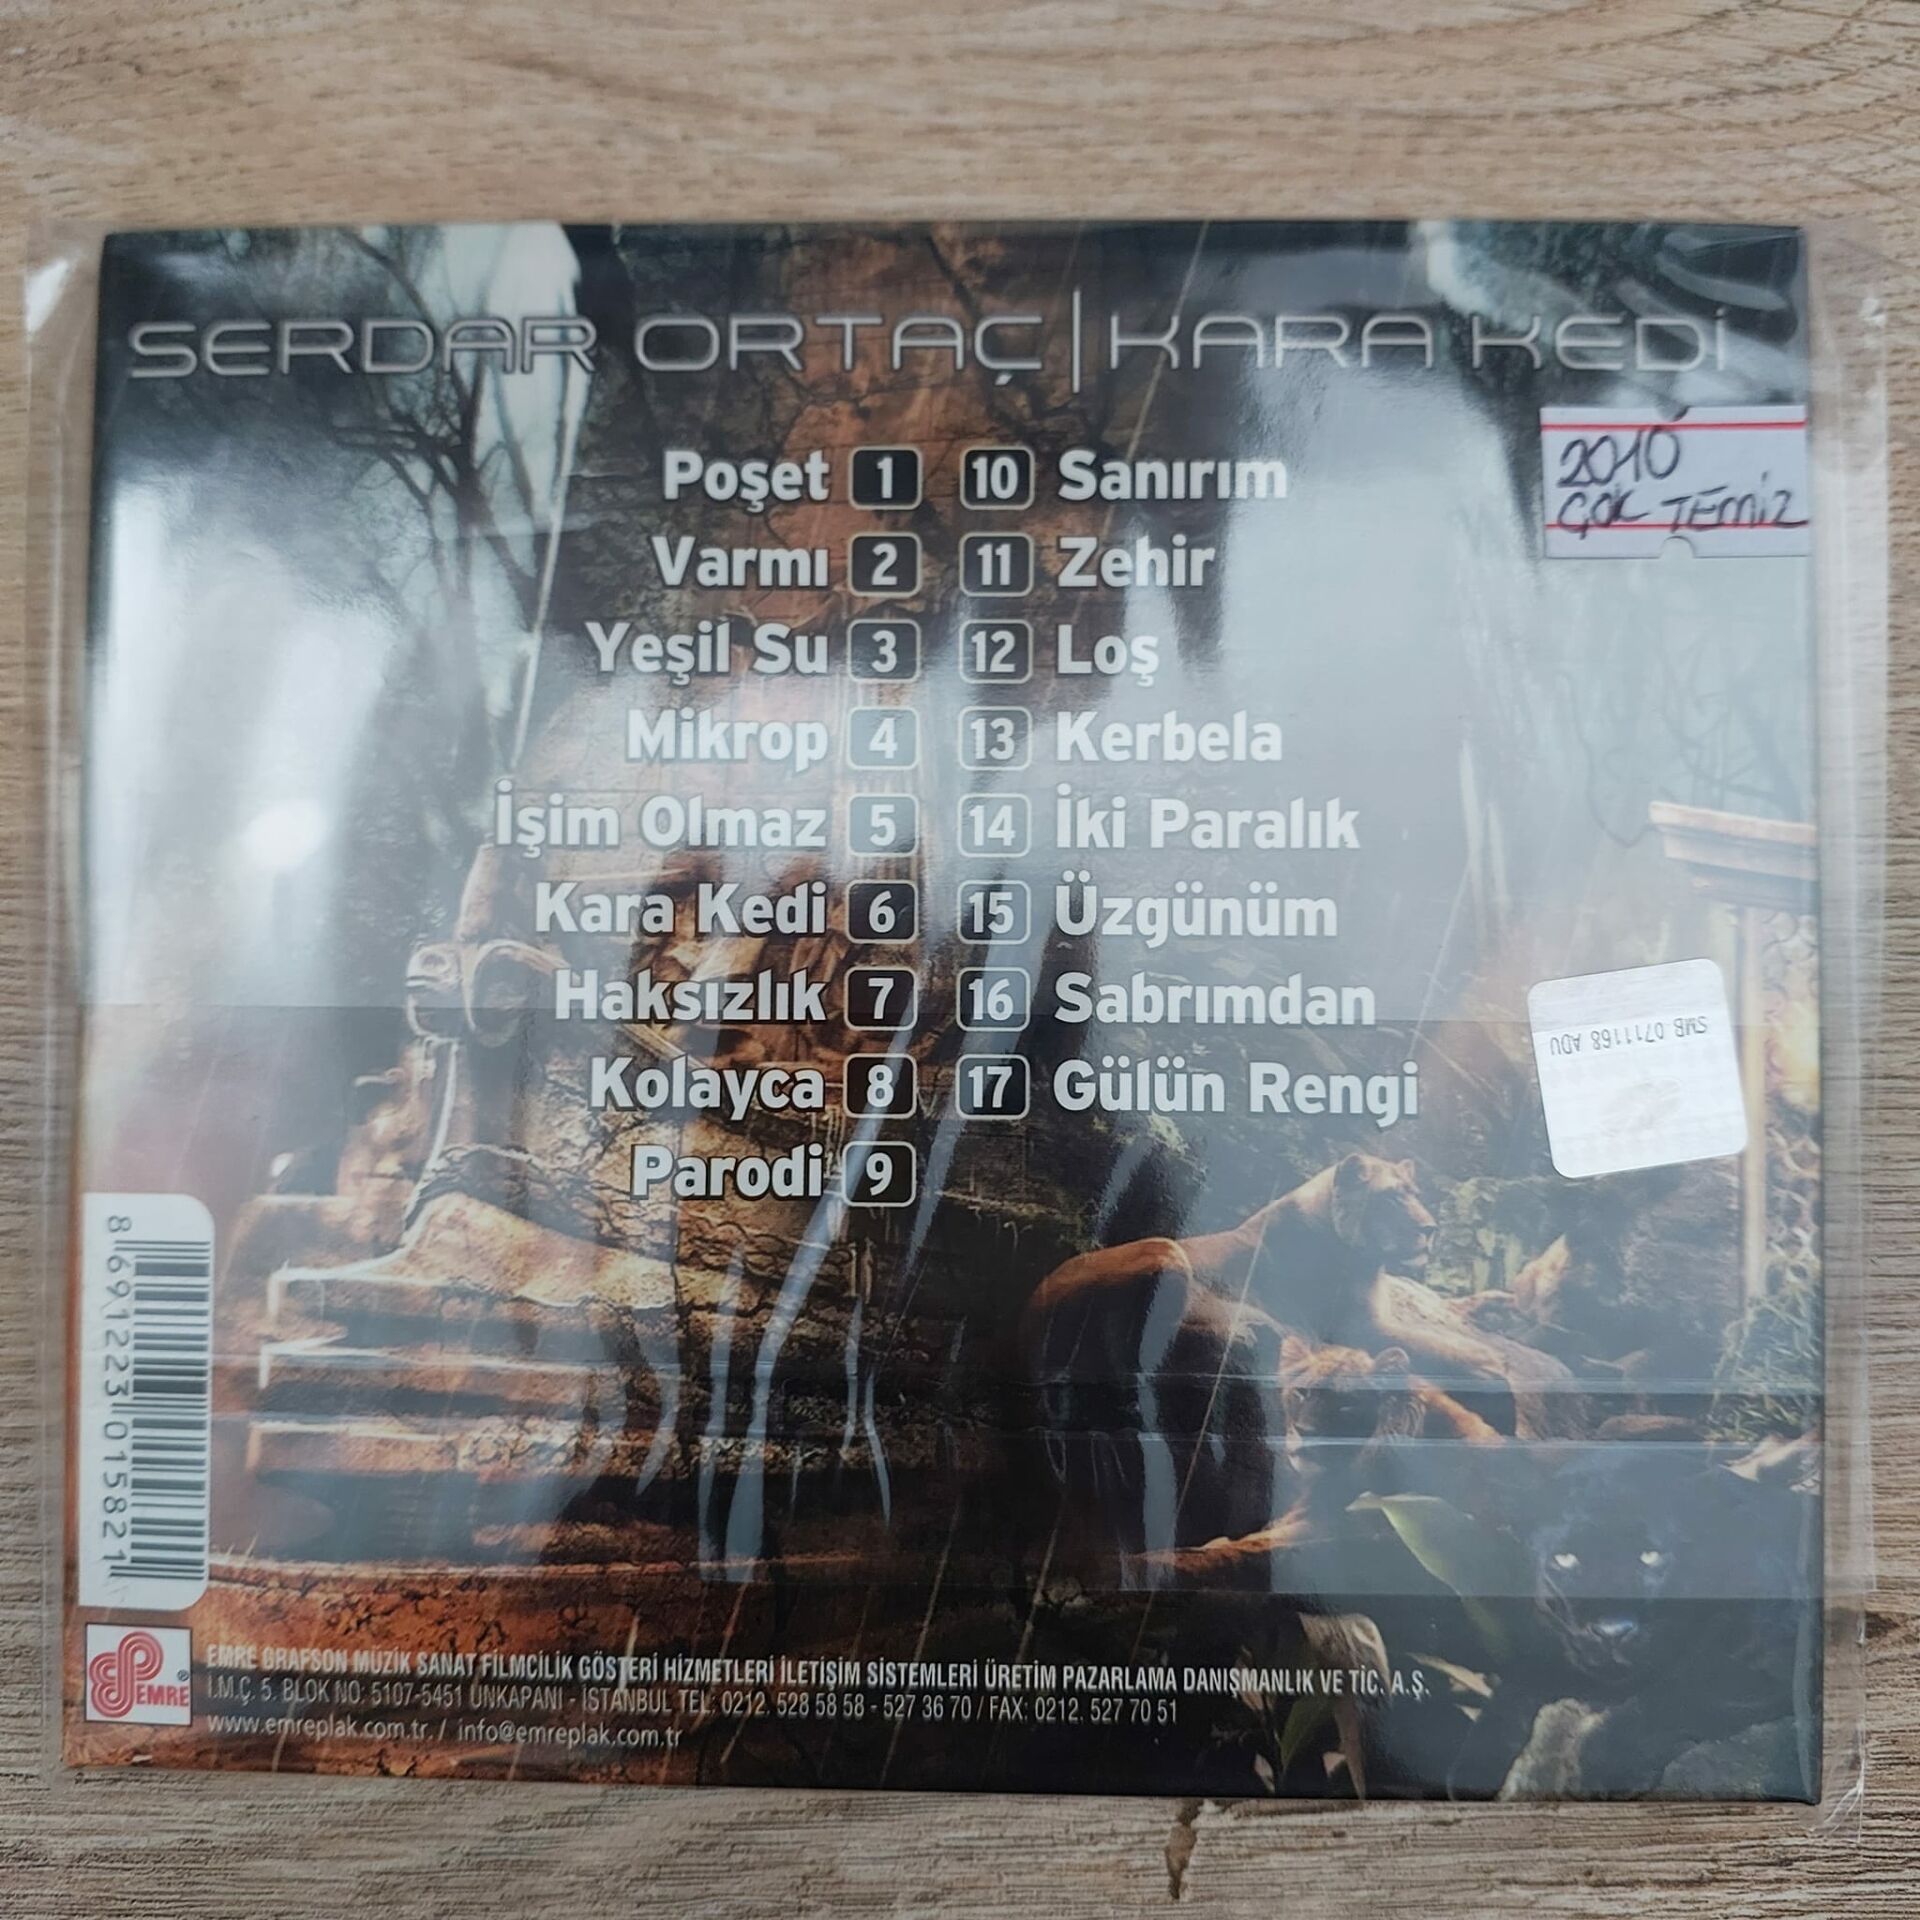 SERDAR ORTAÇ | KARA KEDİ
2010
ÇOK TEMİZ
Poşet 1
Varmı 2
Yeşil Su 3
Mikrop 4
İşim Olmaz 5
Kara Kedi 6
Haksızlık 7
Kolayca 8
Parodi 9
10 Sanırım
11 Zehir
12 Loş
13 Kerbela
14 İki Paralık
15 Üzgünüm
16 Sabrımdan
17 Gülün Rengi
SMB 0711168 ADU
8691223015821
EMRE
EMRE GRAFSON MÜZİK SANAT FİLMCİLİK GÖSTERİ HİZMETLERİ İLETİŞİM SİSTEMLERİ ÜRETİM PAZARLAMA DANIŞMANLIK VE TİC. A.Ş.
İ.M.Ç. 5. BLOK NO: 5107-5451 UNKAPANI - İSTANBUL TEL: 0212. 528 58 58 - 527 36 70 / FAX: 0212. 527 70 51
www.emreplak.com.tr. / info@emreplak.com.tr